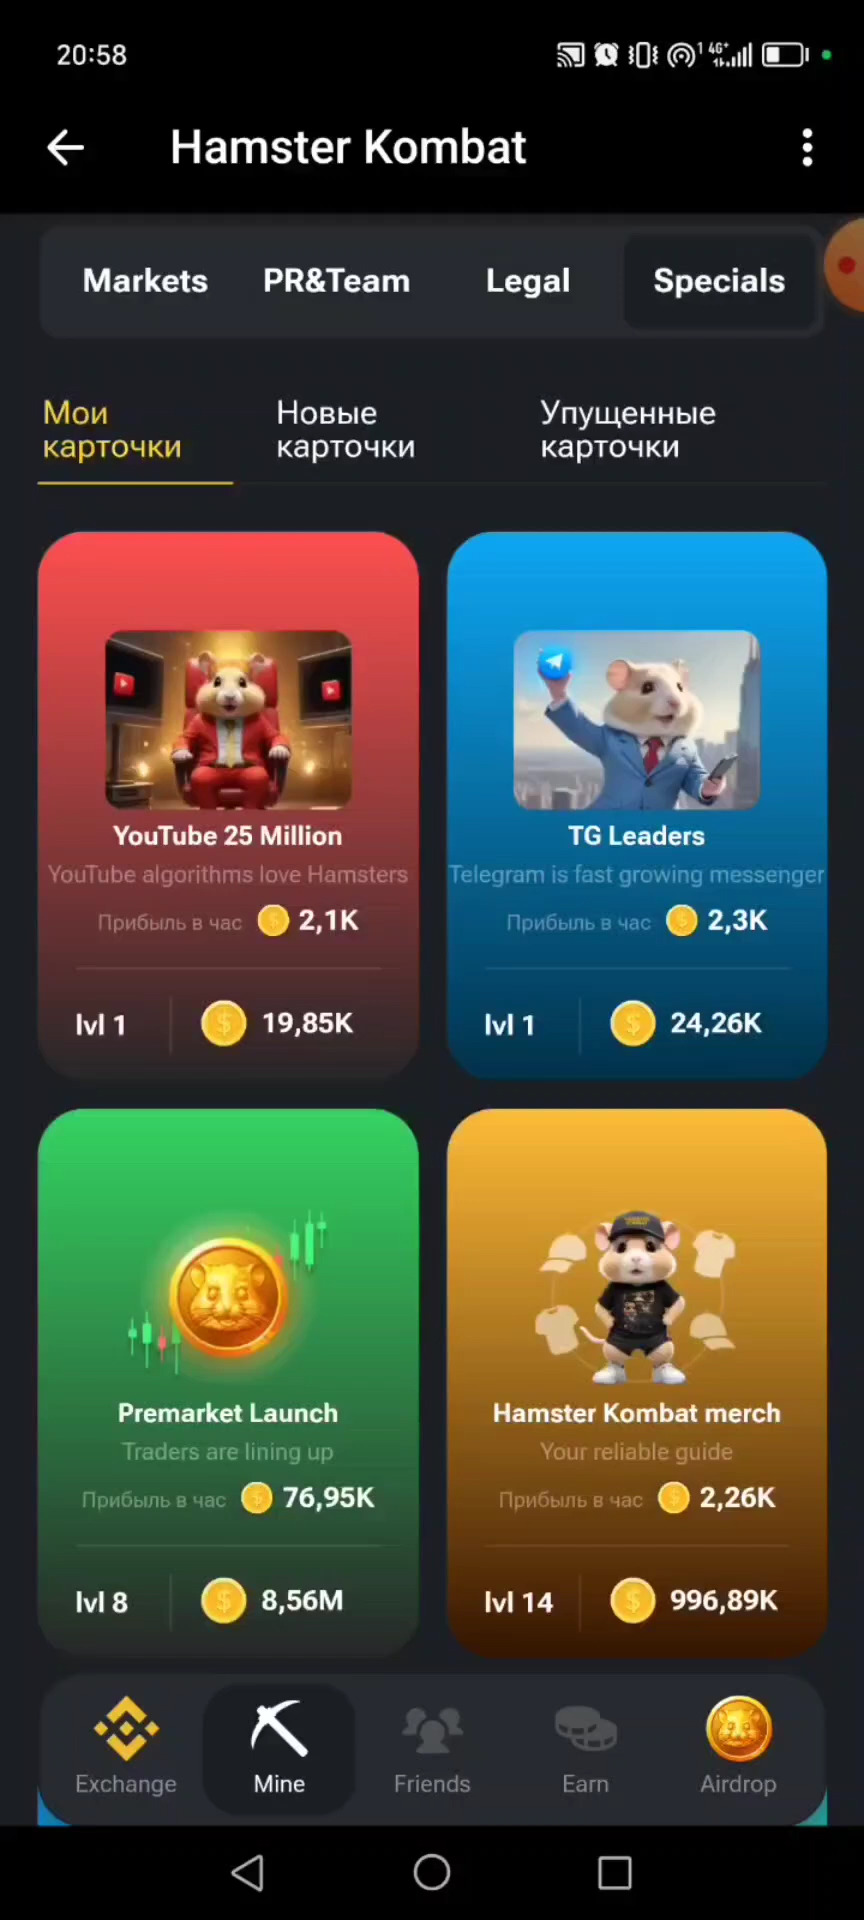 20:58
1 4G+
Hamster Kombat
Markets PR&Team Legal Specials
Мои карточки
Новые карточки
Упущенные карточки
YouTube 25 Million
YouTube algorithms love Hamsters
Прибыль в час 2,1K
lvl 1 19,85K
TG Leaders
Telegram is fast growing messenger
Прибыль в час 2,3K
lvl 1 24,26K
Premarket Launch
Traders are lining up
Прибыль в час 76,95K
lvl 8 8,56M
Hamster Kombat merch
Your reliable guide
Прибыль в час 2,26K
lvl 14 996,89K
Exchange Mine Friends Earn Airdrop